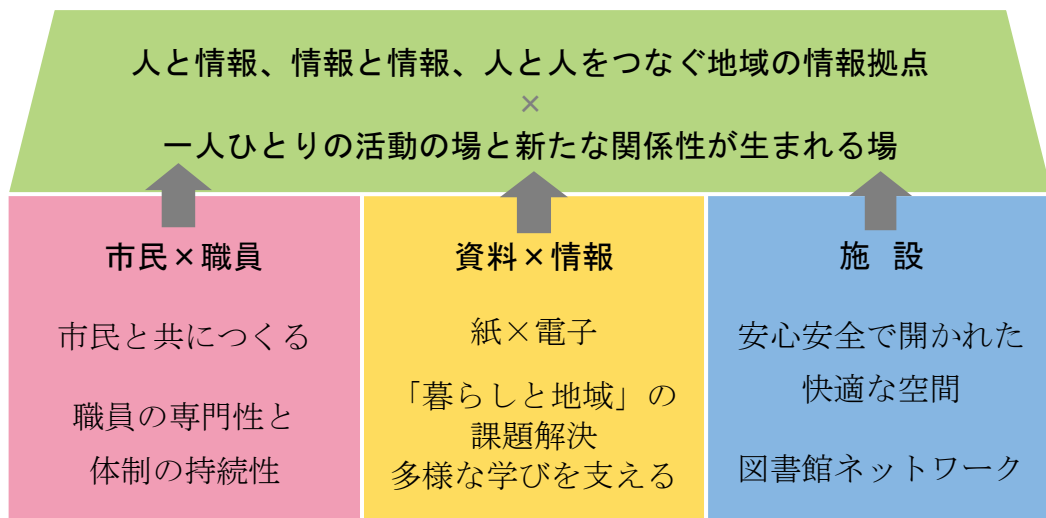 人と情報、情報と情報、人と人をつなぐ地域の情報拠点
×
一人ひとりの活動の場と新たな関係性が生まれる場
市民×職員
市民と共につくる
職員の専門性と
体制の持続性
資料×情報
紙×電子
「暮らしと地域」の
課題解決
多様な学びを支える
施 設
安心安全で開かれた
快適な空間
図書館ネットワーク